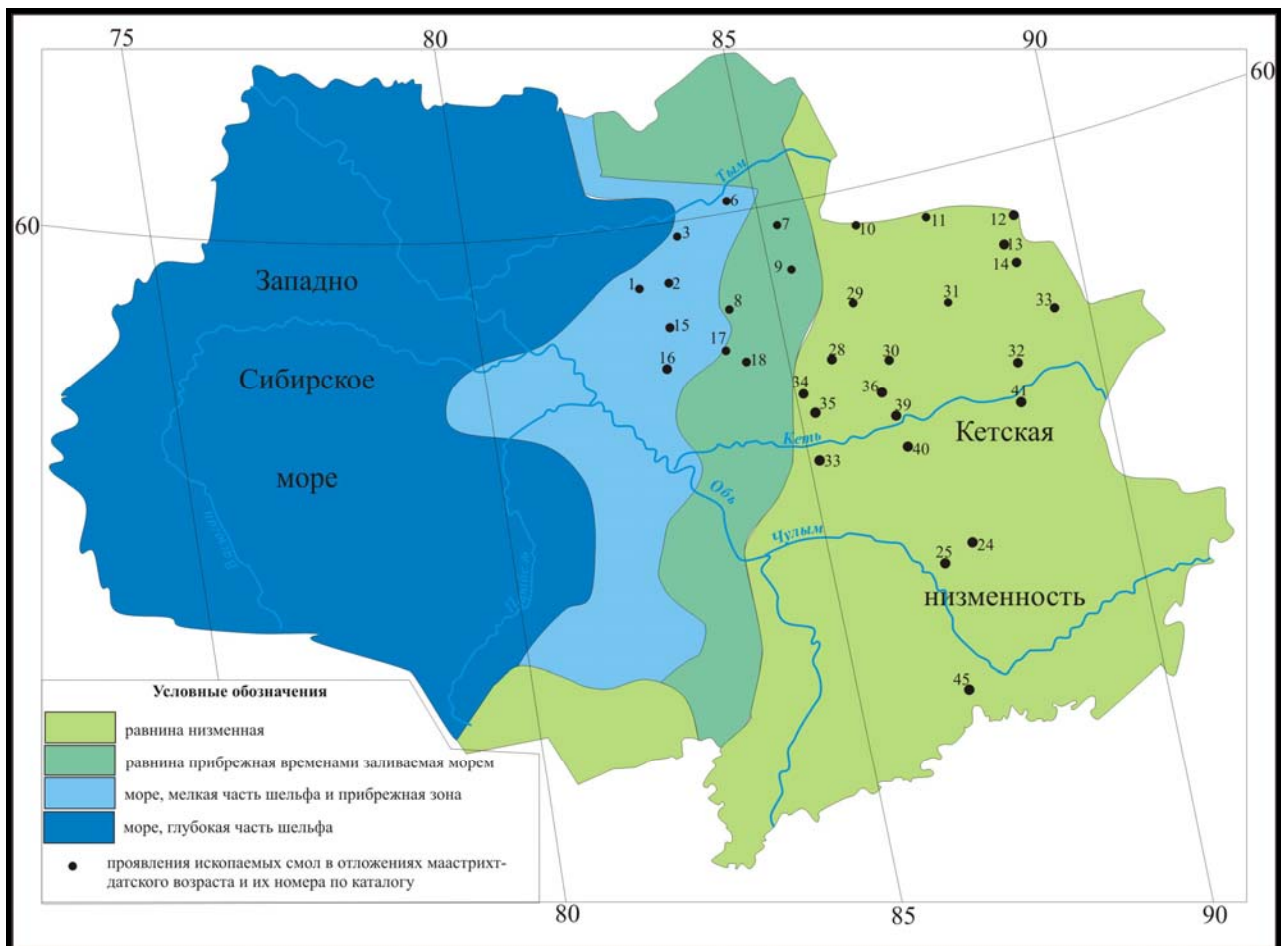 75
80
85
90
60
60
Тым
6
3
7
10
11
12
13
14
9
1
2
8
29
31
33
15
17
18
16
28
30
32
34
35
36
39
41
Западно
Сибирское
море
Кеть
Кетская
33
40
Обь
Чулым
Васюган
24
25
низменность
45
Условные обозначения
равнина низменная
равнина прибрежная временами заливаемая морем
море, мелкая часть шельфа и прибрежная зона
море, глубокая часть шельфа
проявления ископаемых смол в отложениях маастрихт-
датского возраста и их номера по каталогу
80
85
90